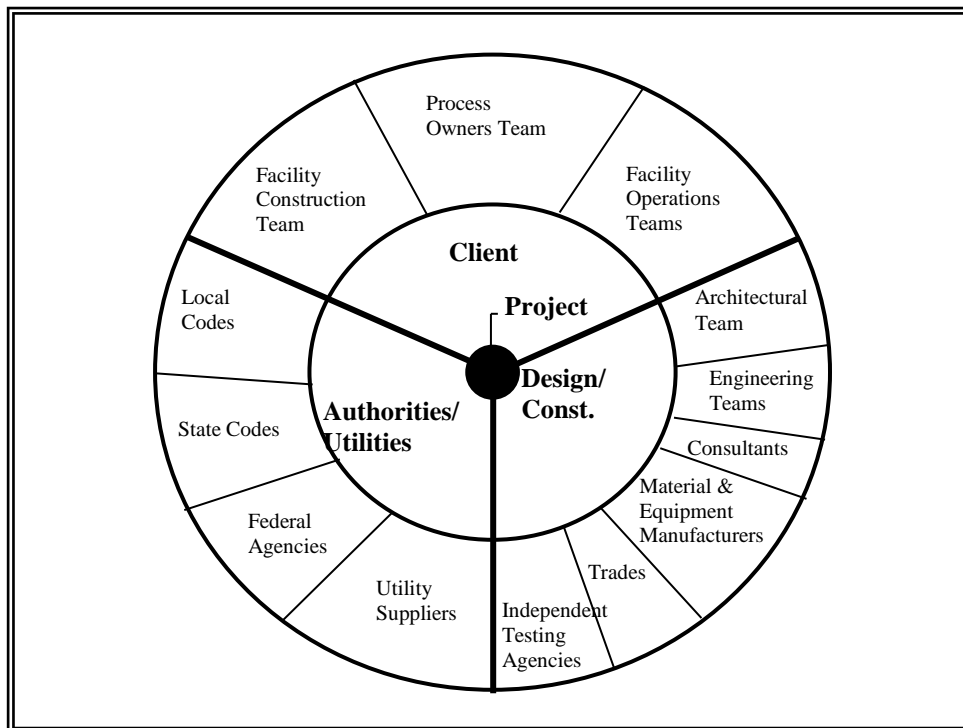 Process
Owners Team
Facility
Construction
Team
Facility
Operations
Teams
Client
Project
Local
Codes
Architectural
Team
Design/
Const.
Engineering
Teams
Authorities/
Utilities
State Codes
Consultants
Material &
Equipment
Manufacturers
Federal
Agencies
Trades
Utility
Suppliers
Independent
Testing
Agencies